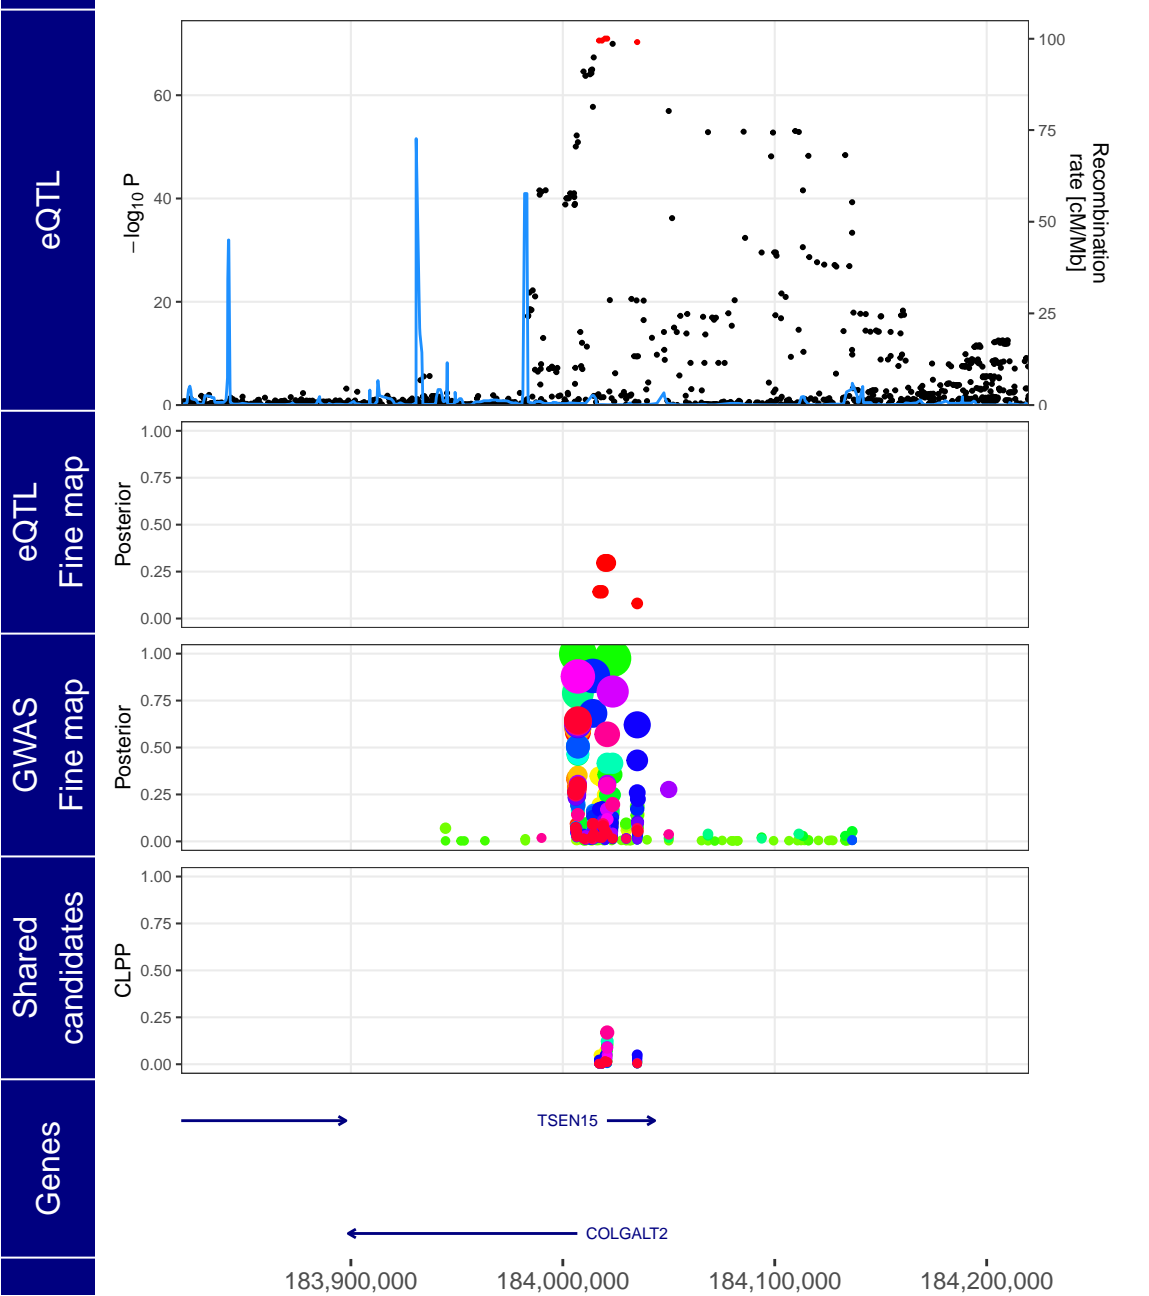 eQTL
−log10 P
0
20
40
60
0
25
50
75
100
Recombination
rate [cM/Mb]
eQTL
Fine map
Posterior
1.00
0.75
0.50
0.25
0.00
GWAS
Fine map
Posterior
1.00
0.75
0.50
0.25
0.00
Shared
candidates
CLPP
1.00
0.75
0.50
0.25
0.00
Genes
TSEN15
COLGALT2
183,900,000
184,000,000
184,100,000
184,200,000